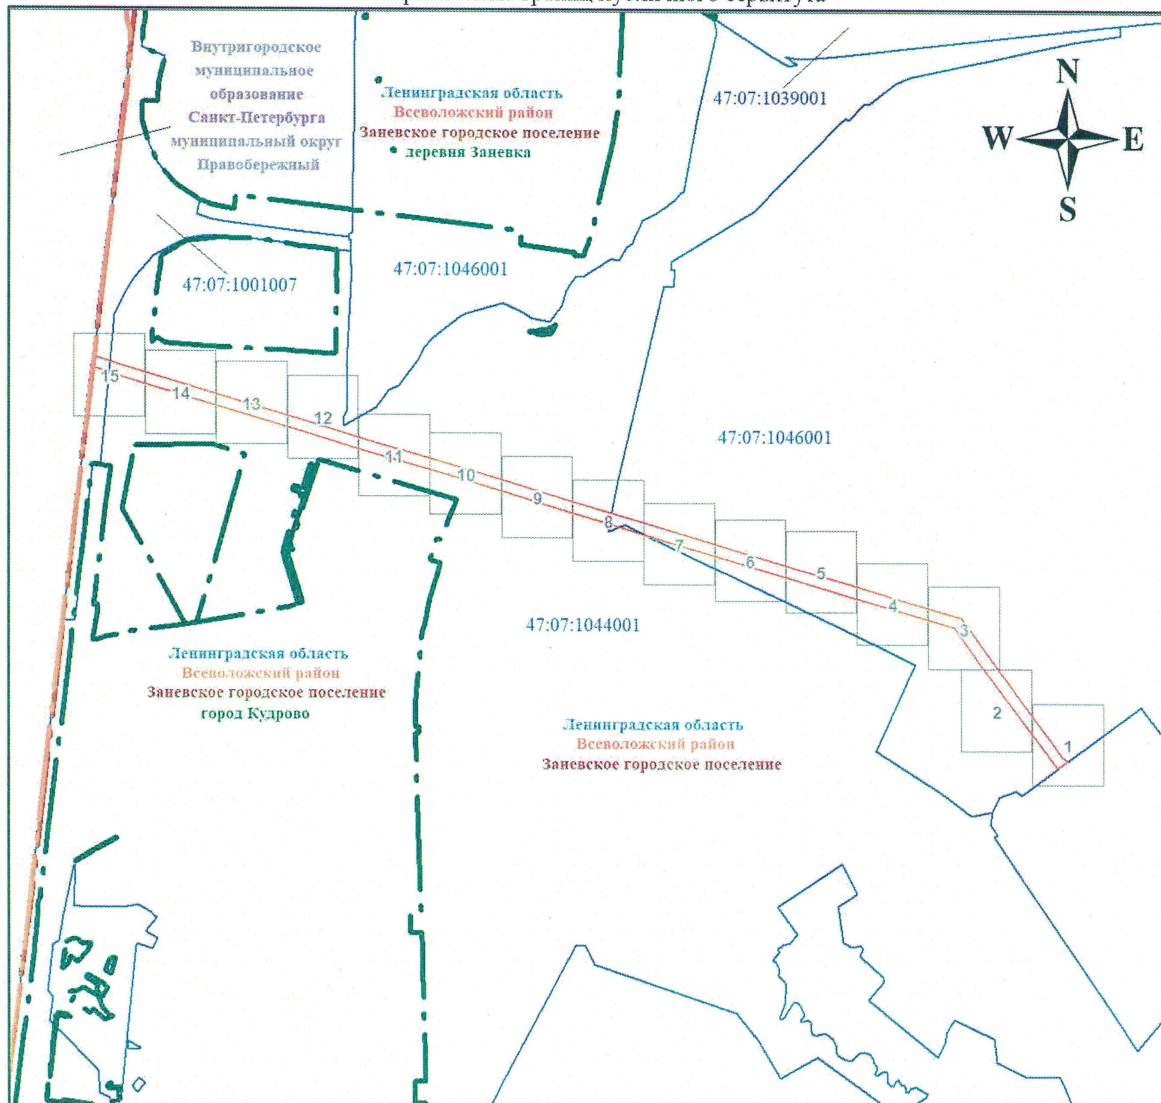 Внутригородское
муниципальное
образование
Санкт-Петербурга
муниципальный округ
Правобережный
Ленинградская область
Всеволожский район
Заневское городское поселение
деревня Заневка
47:07:1039001
N
W E
S
47:07:1046001
47:07:1001007
15
14
13
12
11
10
9
8
7
6
5
4
3
2
1
47:07:1046001
47:07:1044001
Ленинградская область
Всеволожский район
Заневское городское поселение
город Кудрово
Ленинградская область
Всеволожский район
Заневское городское поселение